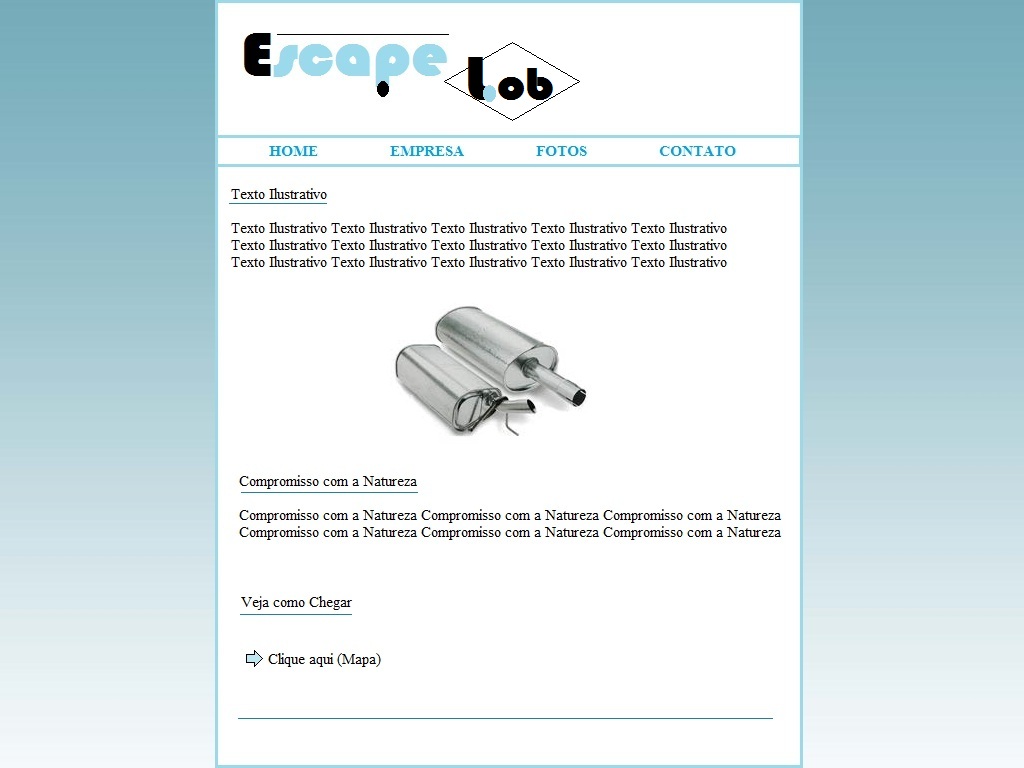 Escape Lob
HOME EMPRESA FOTOS CONTATO
Texto Ilustrativo
Texto Ilustrativo Texto Ilustrativo Texto Ilustrativo Texto Ilustrativo Texto Ilustrativo
Texto Ilustrativo Texto Ilustrativo Texto Ilustrativo Texto Ilustrativo Texto Ilustrativo
Texto Ilustrativo Texto Ilustrativo Texto Ilustrativo Texto Ilustrativo Texto Ilustrativo
Compromisso com a Natureza
Compromisso com a Natureza Compromisso com a Natureza Compromisso com a Natureza
Compromisso com a Natureza Compromisso com a Natureza Compromisso com a Natureza
Veja como Chegar
Clique aqui (Mapa)